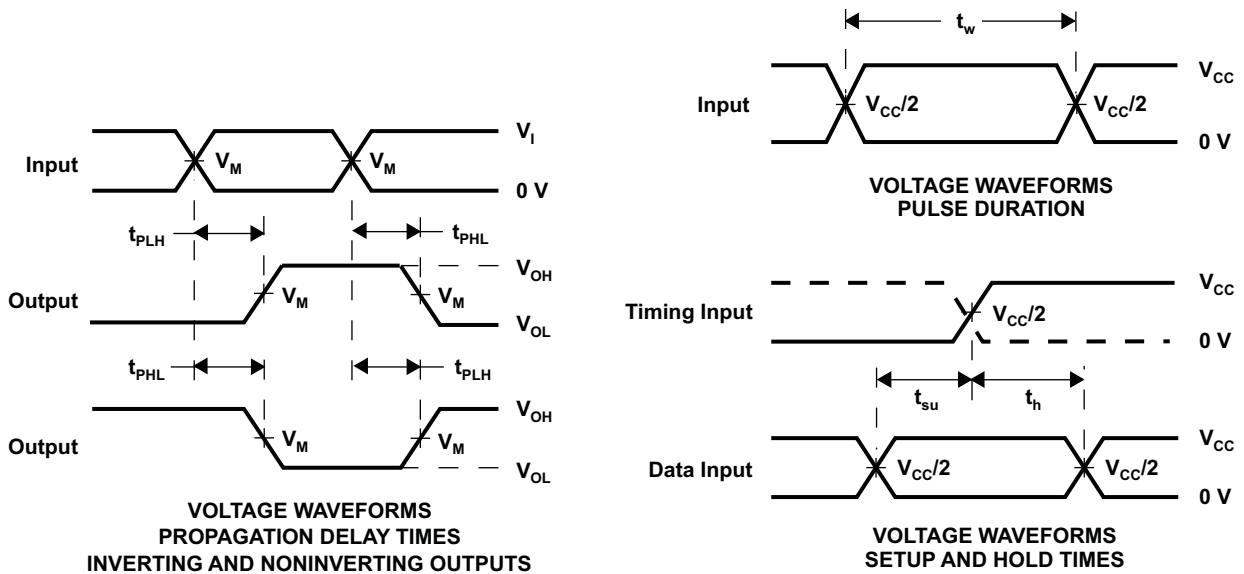 Input
V_M
V_M
V_I
0 V
t_PLH
t_PHL
Output
V_M
V_M
V_OH
V_OL
t_PHL
t_PLH
Output
V_M
V_M
V_OH
V_OL
VOLTAGE WAVEFORMS
PROPAGATION DELAY TIMES
INVERTING AND NONINVERTING OUTPUTS
t_w
Input
V_CC/2
V_CC/2
V_CC
0 V
VOLTAGE WAVEFORMS
PULSE DURATION
Timing Input
V_CC/2
V_CC
0 V
t_su
t_h
Data Input
V_CC/2
V_CC/2
V_CC
0 V
VOLTAGE WAVEFORMS
SETUP AND HOLD TIMES